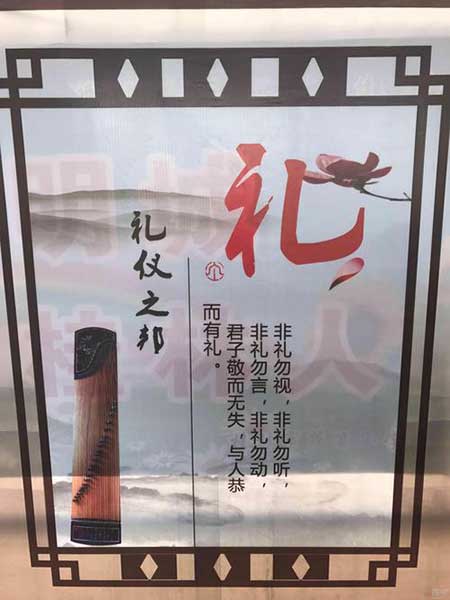 礼
非礼勿视，非礼勿听，
非礼勿言，非礼勿动，
君子敬而无失，与人恭
而有礼。
礼仪之邦